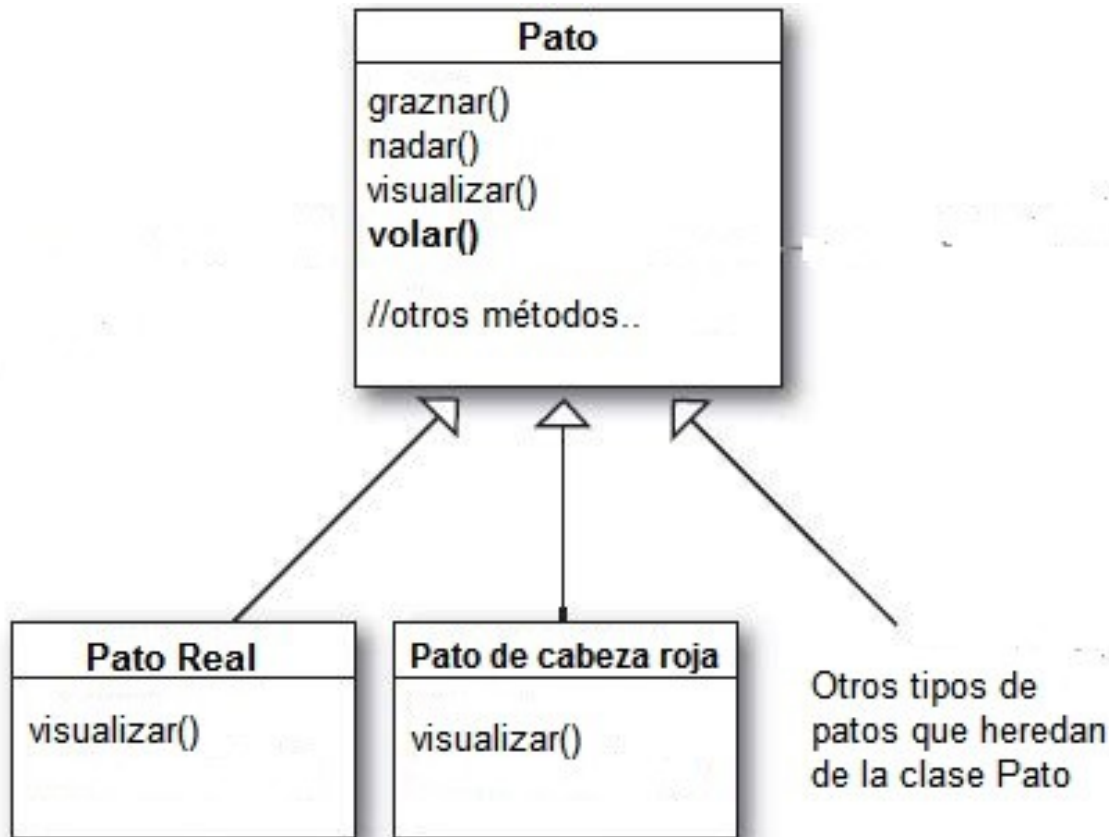 Pato
graznar()
nadar()
visualizar()
volar()
//otros métodos..
Pato Real
visualizar()
Pato de cabeza roja
visualizar()
Otros tipos de
patos que heredan
de la clase Pato